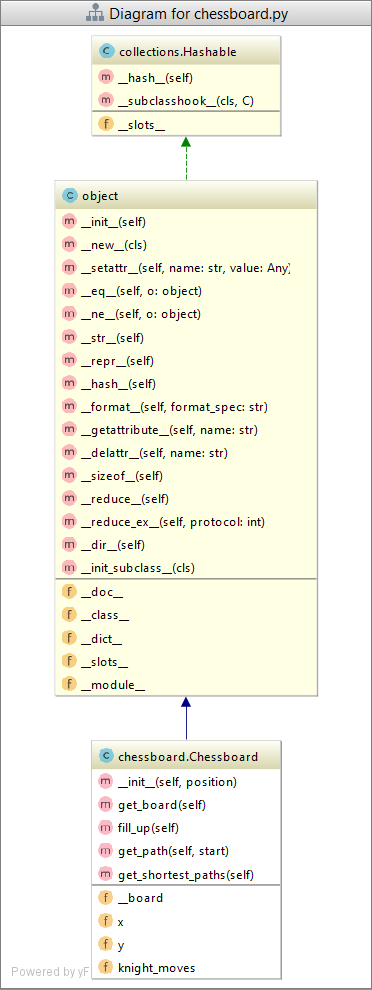 Diagram for chessboard.py
C collections.Hashable
m __hash__(self)
m __subclasshook__(cls, C)
f __slots__
C object
m __init__(self)
m __new__(cls)
m __setattr__(self, name: str, value: Any)
m __eq__(self, o: object)
m __ne__(self, o: object)
m __str__(self)
m __repr__(self)
m __hash__(self)
m __format__(self, format_spec: str)
m __getattribute__(self, name: str)
m __delattr__(self, name: str)
m __sizeof__(self)
m __reduce__(self)
m __reduce_ex__(self, protocol: int)
m __dir__(self)
m __init_subclass__(cls)
f __doc__
f __class__
f __dict__
f __slots__
f __module__
C chessboard.Chessboard
m __init__(self, position)
m get_board(self)
m fill_up(self)
m get_path(self, start)
m get_shortest_paths(self)
f __board
f x
f y
f knight_moves
Powered by yF